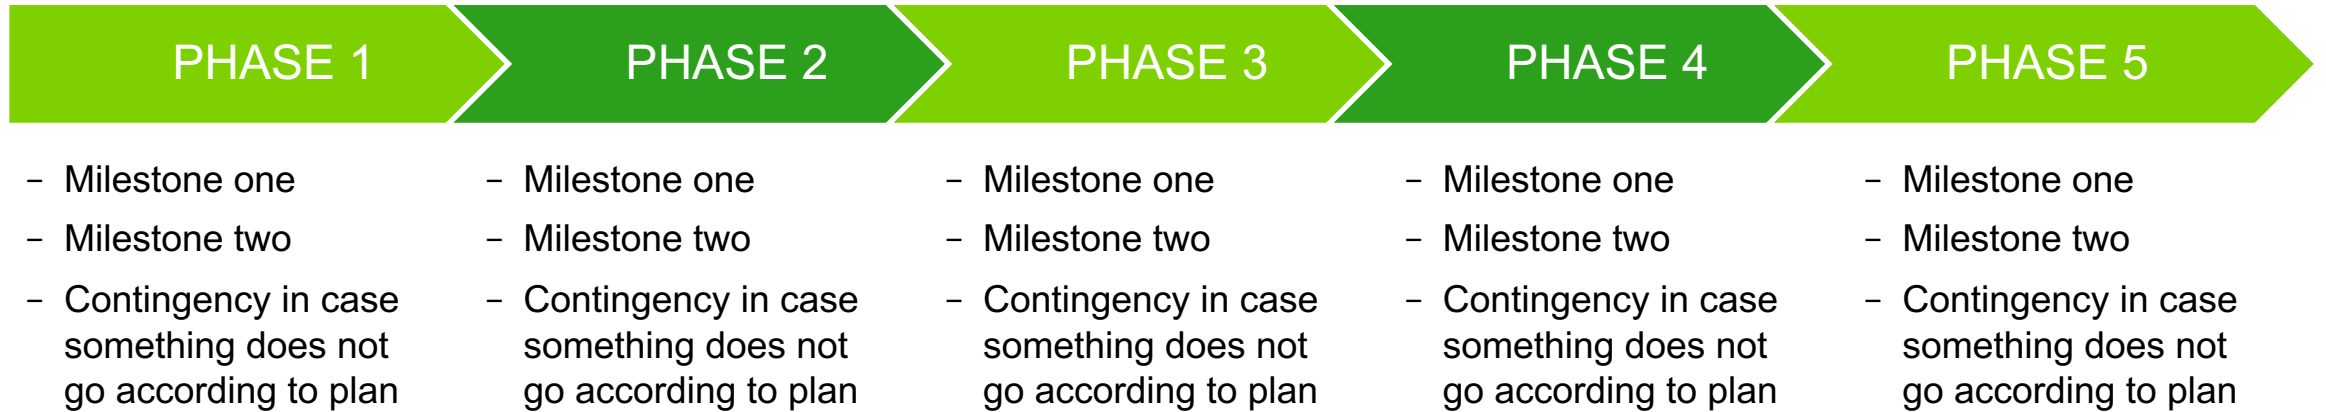 PHASE 1
PHASE 2
PHASE 3
PHASE 4
PHASE 5
– Milestone one
– Milestone two
– Contingency in case
something does not
go according to plan
– Milestone one
– Milestone two
– Contingency in case
something does not
go according to plan
– Milestone one
– Milestone two
– Contingency in case
something does not
go according to plan
– Milestone one
– Milestone two
– Contingency in case
something does not
go according to plan
– Milestone one
– Milestone two
– Contingency in case
something does not
go according to plan